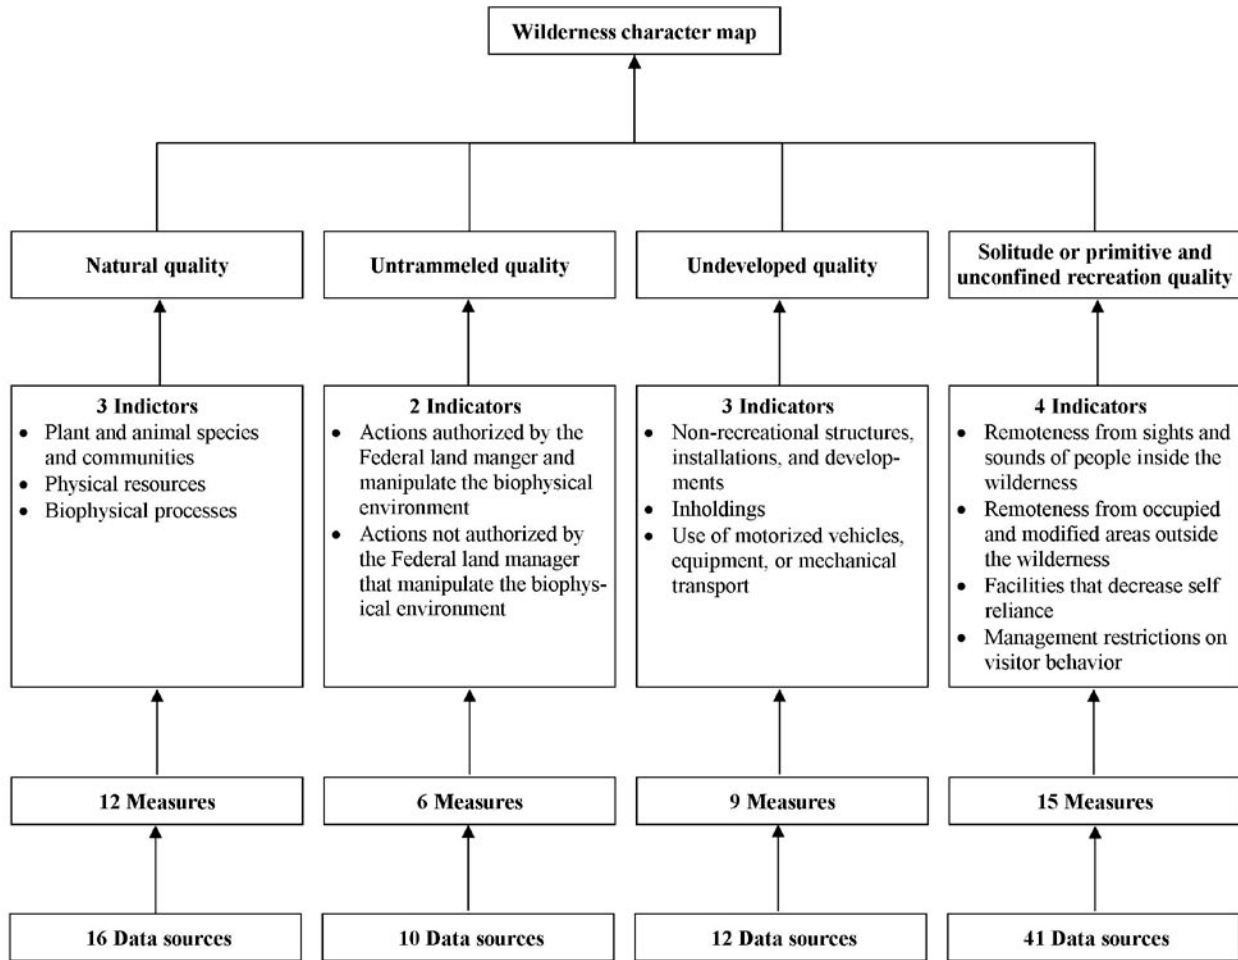 Wilderness character map
Natural quality
Untrammeled quality
Undeveloped quality
Solitude or primitive and
unconfined recreation quality
3 Indictors
• Plant and animal species
and communities
• Physical resources
• Biophysical processes
2 Indicators
• Actions authorized by the
Federal land manger and
manipulate the biophysical
environment
• Actions not authorized by
the Federal land manager
that manipulate the biophys-
ical environment
3 Indicators
• Non-recreational structures,
installations, and develop-
ments
• Inholdings
• Use of motorized vehicles,
equipment, or mechanical
transport
4 Indicators
• Remoteness from sights and
sounds of people inside the
wilderness
• Remoteness from occupied
and modified areas outside
the wilderness
• Facilities that decrease self
reliance
• Management restrictions on
visitor behavior
12 Measures
6 Measures
9 Measures
15 Measures
16 Data sources
10 Data sources
12 Data sources
41 Data sources